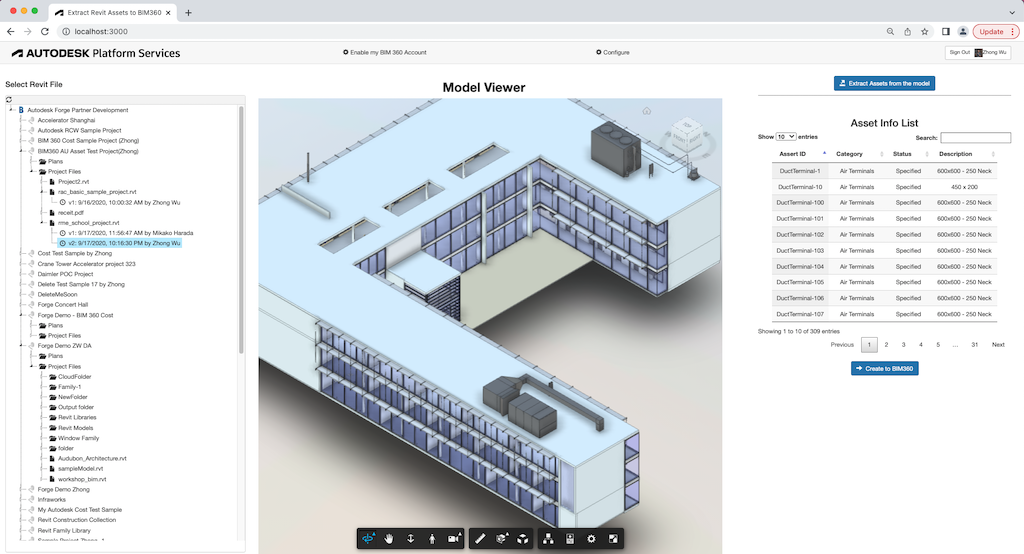 Extract Revit Assets to BIM360
localhost:3000
Update
AUTODESK Platform Services
Enable my BIM 360 Account
Configure
Sign Out Zhong Wu
Select Revit File
Autodesk Forge Partner Development
Accelerator Shanghai
Autodesk RCW Sample Project
BIM 360 Cost Sample Project (Zhong)
BIM360 AU Asset Test Project(Zhong)
Plans
Project Files
Project2.rvt
rac_basic_sample_project.rvt
v1: 9/16/2020, 10:00:32 AM by Zhong Wu
receit.pdf
rme_school_project.rvt
v1: 9/17/2020, 11:56:47 AM by Mikako Harada
v2: 9/17/2020, 10:16:30 PM by Zhong Wu
Cost Test Sample by Zhong
Crane Tower Accelerator project 323
Daimler POC Project
Delete Test Sample 17 by Zhong
DeleteMeSoon
Forge Concert Hall
Forge Demo - BIM 360 Cost
Plans
Project Files
Forge Demo ZW DA
Plans
Project Files
CloudFolder
Family-1
NewFolder
Output folder
Revit Libraries
Revit Models
Window Family
folder
Audubon_Architecture.rvt
sampleModel.rvt
workshop_bim.rvt
Forge Demo Zhong
Infraworks
My Autodesk Cost Test Sample
Revit Construction Collection
Revit Family Library
Model Viewer
Extract Assets from the model
Asset Info List
Show 10 entries
Search:
Assert ID Category Status Description
DuctTerminal-1 Air Terminals Specified 600x600 - 250 Neck
DuctTerminal-10 Air Terminals Specified 450 x 200
DuctTerminal-100 Air Terminals Specified 600x600 - 250 Neck
DuctTerminal-101 Air Terminals Specified 600x600 - 250 Neck
DuctTerminal-102 Air Terminals Specified 600x600 - 250 Neck
DuctTerminal-103 Air Terminals Specified 600x600 - 250 Neck
DuctTerminal-104 Air Terminals Specified 600x600 - 250 Neck
DuctTerminal-105 Air Terminals Specified 600x600 - 250 Neck
DuctTerminal-106 Air Terminals Specified 600x600 - 250 Neck
DuctTerminal-107 Air Terminals Specified 600x600 - 250 Neck
Showing 1 to 10 of 309 entries
Previous 1 2 3 4 5 … 31 Next
Create to BIM360